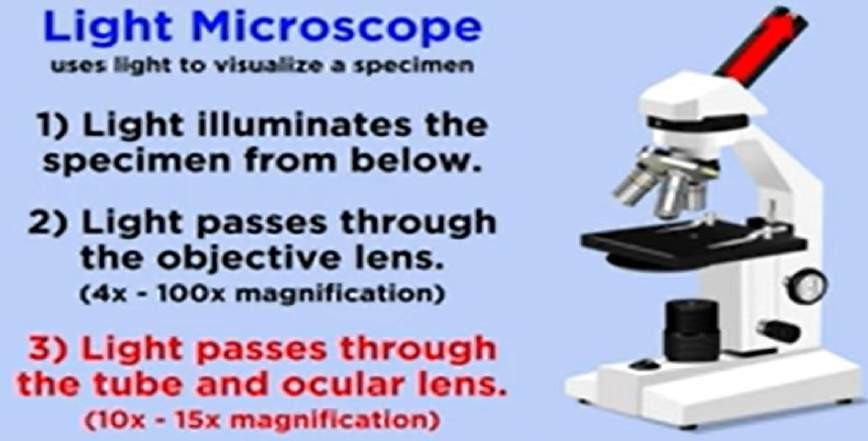 Light Microscope
uses light to visualize a specimen
1) Light illuminates the
specimen from below.
2) Light passes through
the objective lens.
(4x - 100x magnification)
3) Light passes through
the tube and ocular lens.
(10x - 15x magnification)